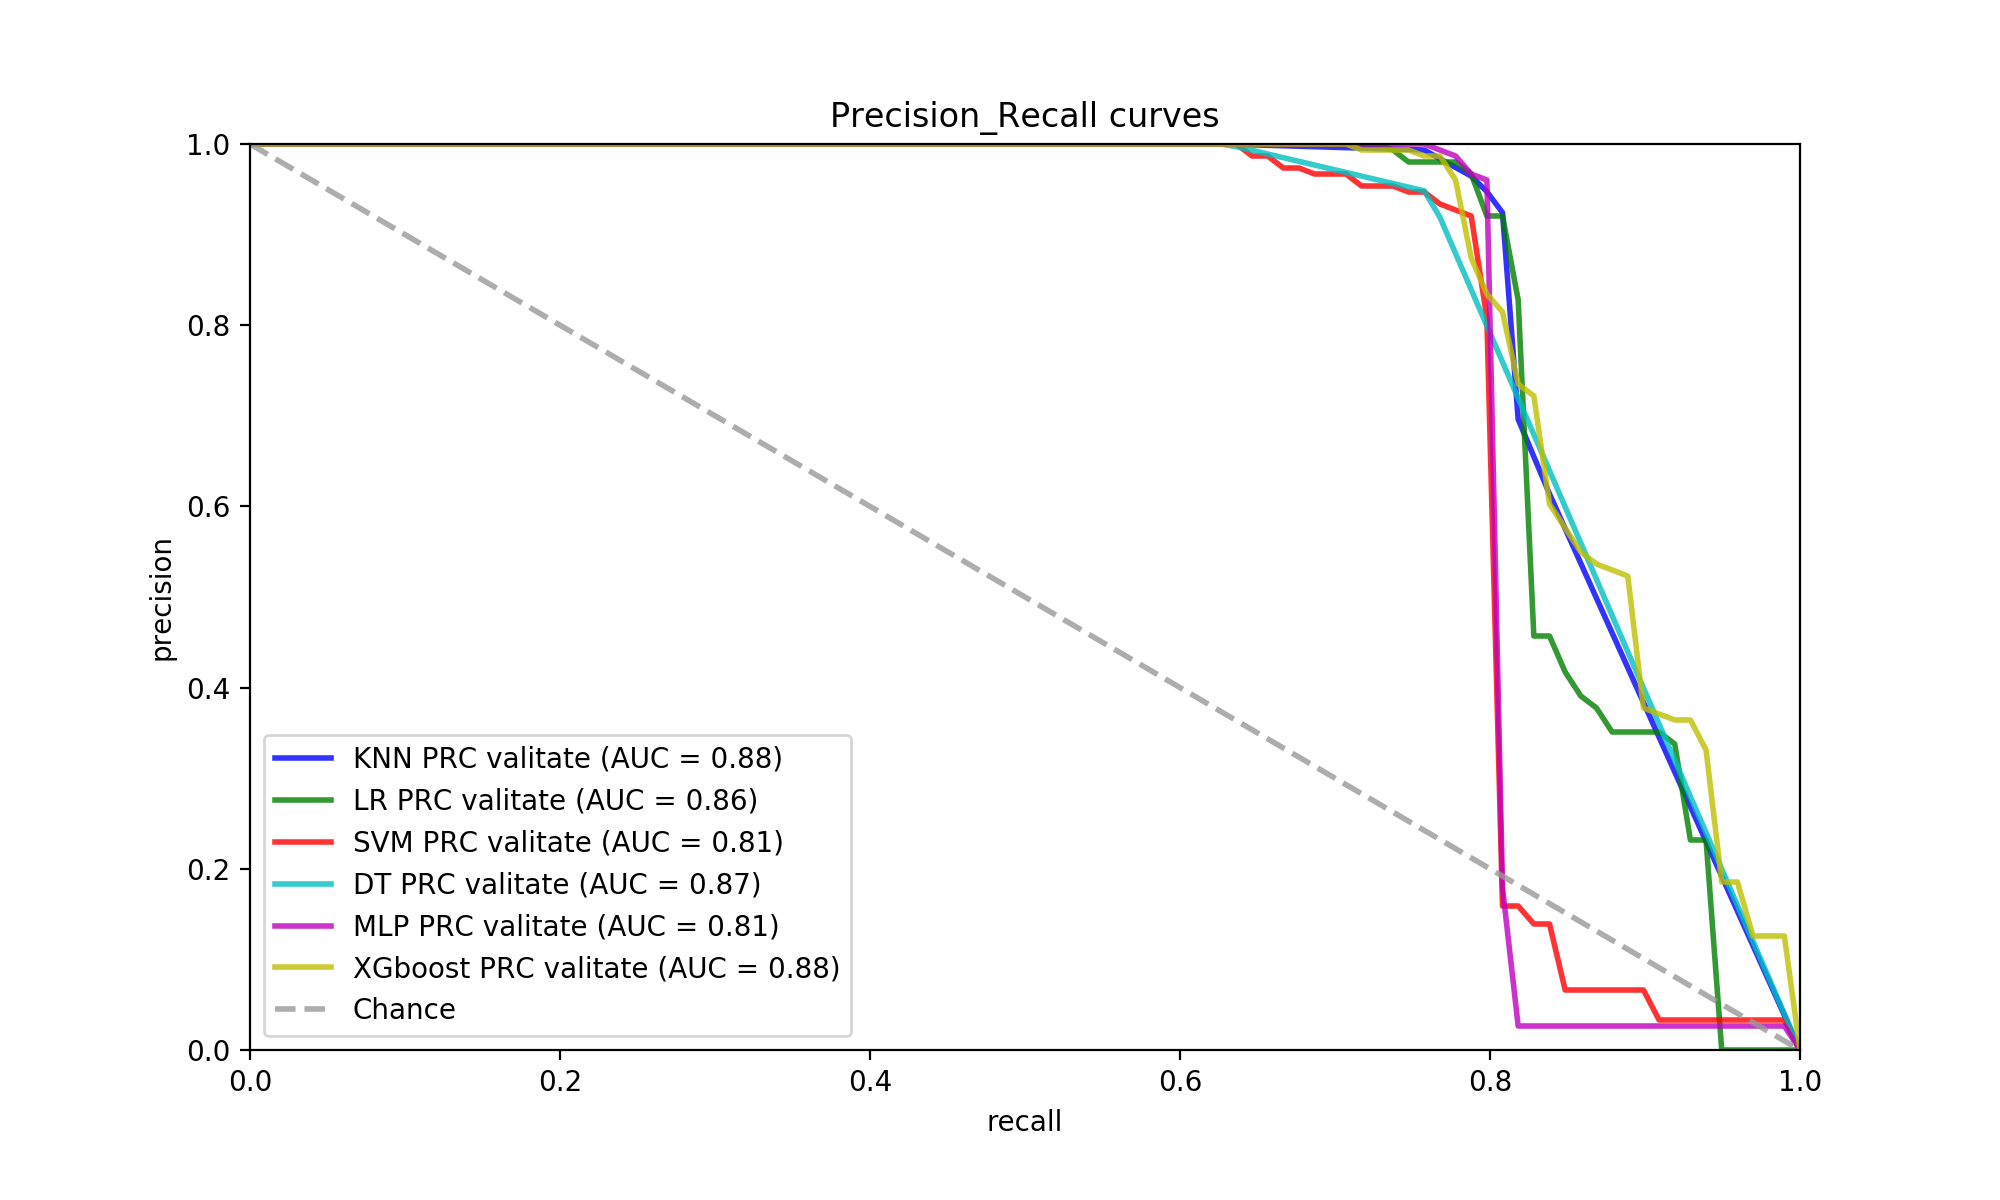 Precision_Recall curves
1.0
0.8
0.6
0.4
0.2
0.0
precision
KNN PRC valitate (AUC = 0.88)
LR PRC valitate (AUC = 0.86)
SVM PRC valitate (AUC = 0.81)
DT PRC valitate (AUC = 0.87)
MLP PRC valitate (AUC = 0.81)
XGboost PRC valitate (AUC = 0.88)
Chance
0.0 0.2 0.4 0.6 0.8 1.0
recall